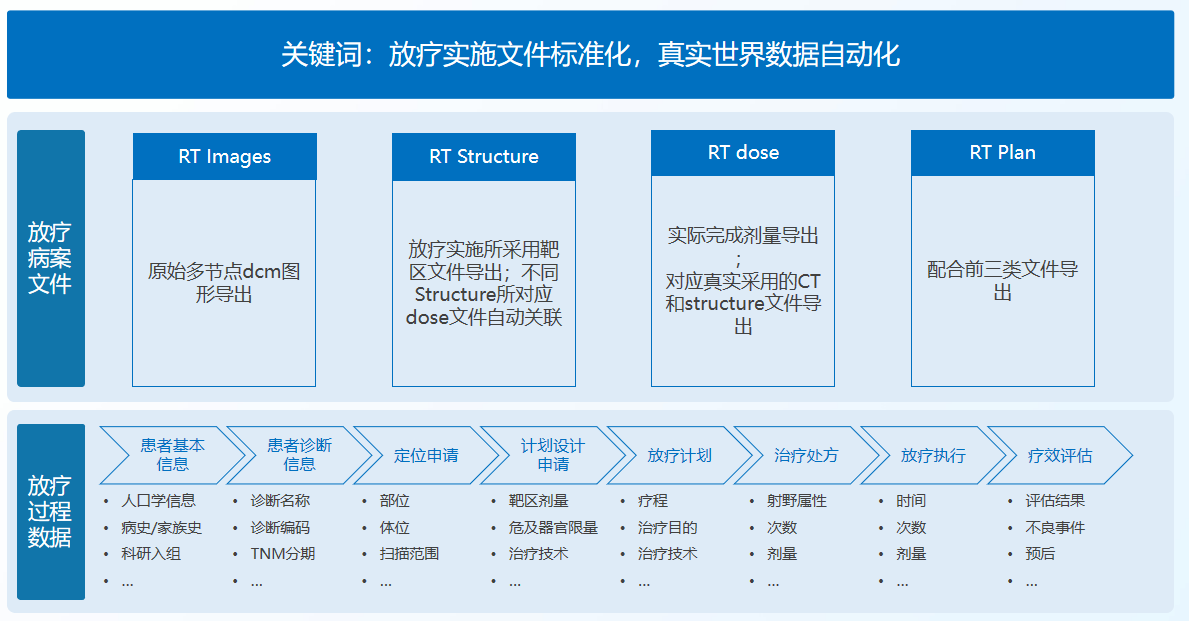 关键词：放疗实施文件标准化，真实世界数据自动化
放疗
病案
文件
RT Images
原始多节点dcm图
形导出
RT Structure
放疗实施所采用靶
区文件导出；不同
Structure所对应
dose文件自动关联
RT dose
实际完成剂量导出
；
对应真实采用的CT
和structure文件导
出
RT Plan
配合前三类文件导
出
放疗
过程
数据
患者基本
信息
• 人口学信息
• 病史/家族史
• 科研入组
• ...
患者诊断
信息
• 诊断名称
• 诊断编码
• TNM分期
• ...
定位申请
• 部位
• 体位
• 扫描范围
• ...
计划设计
申请
• 靶区剂量
• 危及器官限量
• 治疗技术
• ...
放疗计划
• 疗程
• 治疗目的
• 治疗技术
• ...
治疗处方
• 射野属性
• 次数
• 剂量
• ...
放疗执行
• 时间
• 次数
• 剂量
• ...
疗效评估
• 评估结果
• 不良事件
• 预后
• ...